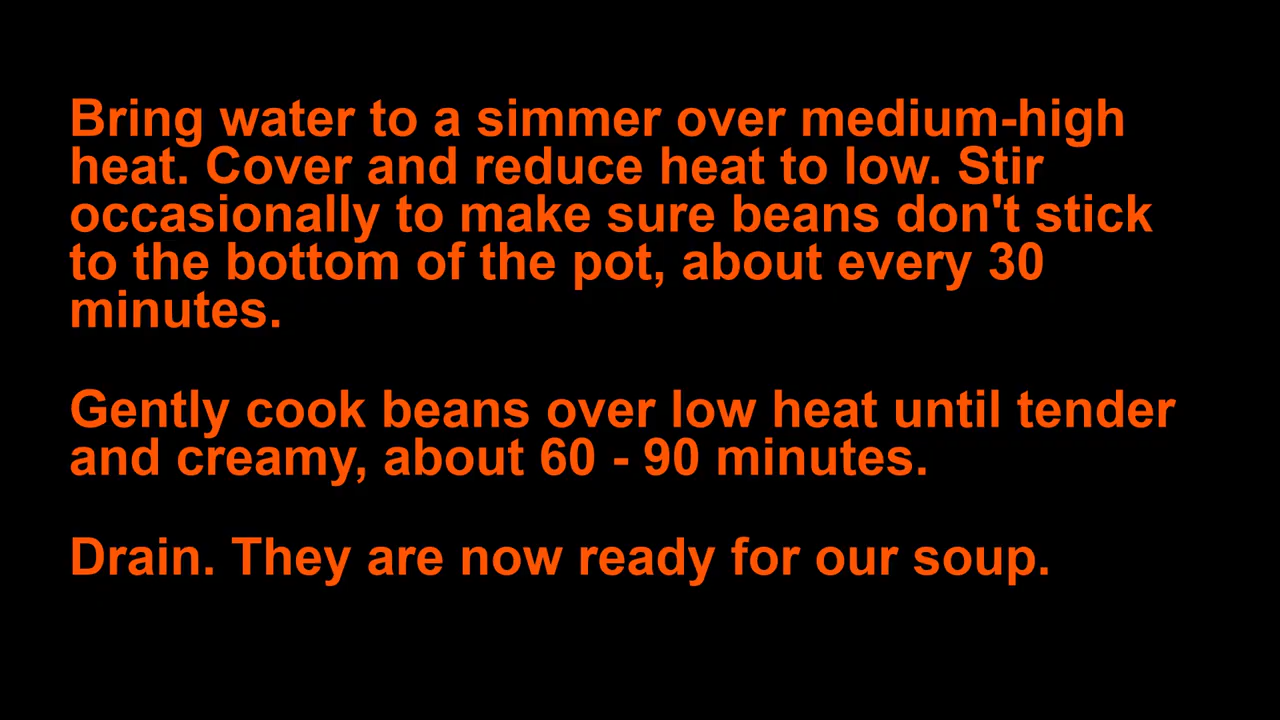 Bring water to a simmer over medium-high
heat. Cover and reduce heat to low. Stir
occasionally to make sure beans don't stick
to the bottom of the pot, about every 30
minutes.
Gently cook beans over low heat until tender
and creamy, about 60 - 90 minutes.
Drain. They are now ready for our soup.